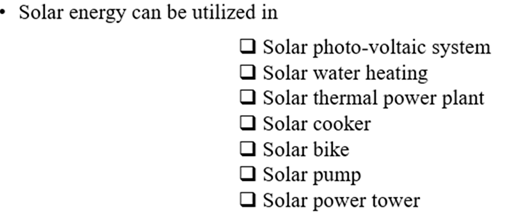 • Solar energy can be utilized in
❑ Solar photo-voltaic system
❑ Solar water heating
❑ Solar thermal power plant
❑ Solar cooker
❑ Solar bike
❑ Solar pump
❑ Solar power tower